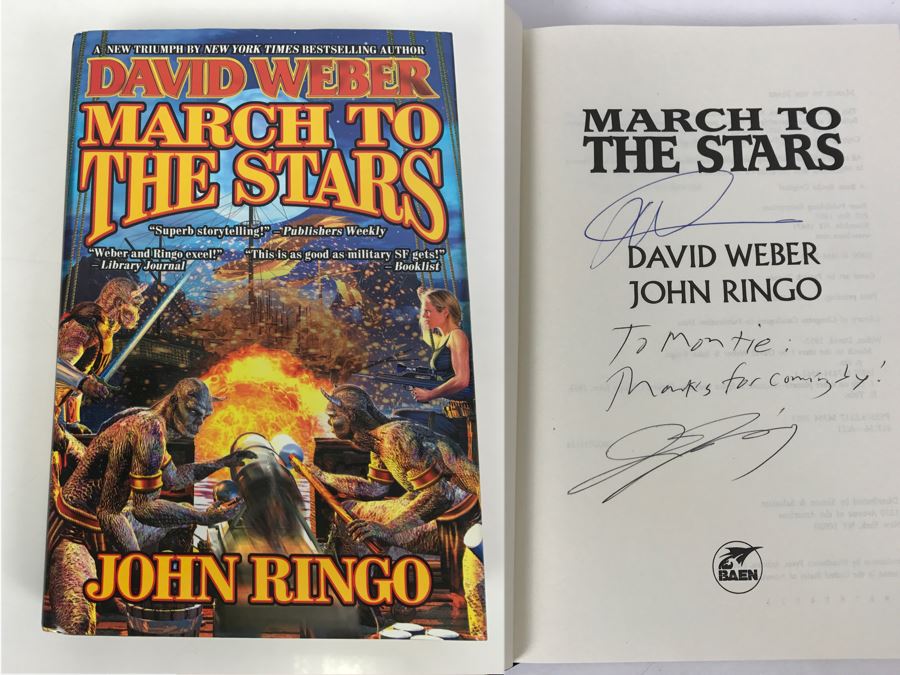 A NEW TRIUMPH BY NEW YORK TIMES BESTSELLING AUTHOR
DAVID WEBER
MARCH TO
THE STARS
"Superb storytelling!" – Publishers Weekly
"Weber and Ringo excel!"
– Library Journal
"This is as good as military SF gets!"
– Booklist
JOHN RINGO
MARCH TO
THE STARS
DAVID WEBER
JOHN RINGO
To Montie:
Thanks for coming by!
BAEN